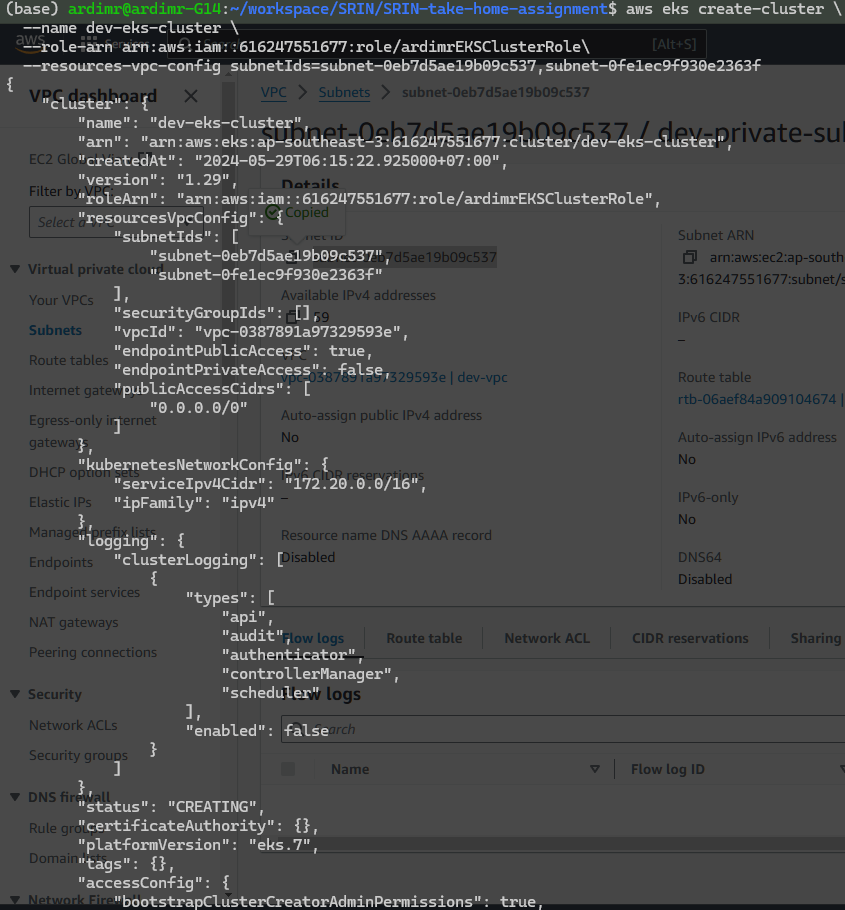 (base) ardimr@ardimr-G14:~/workspace/SRIN/SRIN-take-home-assignment$ aws eks create-cluster \
--name dev-eks-cluster \
--role-arn arn:aws:iam::616247551677:role/ardimrEKSClusterRole\
--resources-vpc-config subnetIds=subnet-0eb7d5ae19b09c537,subnet-0fe1ec9f930e2363f
{
"cluster": {
"name": "dev-eks-cluster",
"arn": "arn:aws:eks:ap-southeast-3:616247551677:cluster/dev-eks-cluster",
"createdAt": "2024-05-29T06:15:22.925000+07:00",
"version": "1.29",
"roleArn": "arn:aws:iam::616247551677:role/ardimrEKSClusterRole",
"resourcesVpcConfig": {
"subnetIds": [
"subnet-0eb7d5ae19b09c537",
"subnet-0fe1ec9f930e2363f"
],
"securityGroupIds": [],
"vpcId": "vpc-0387891a97329593e",
"endpointPublicAccess": true,
"endpointPrivateAccess": false,
"publicAccessCidrs": [
"0.0.0.0/0"
]
},
"kubernetesNetworkConfig": {
"serviceIpv4Cidr": "172.20.0.0/16",
"ipFamily": "ipv4"
},
"logging": {
"clusterLogging": [
{
"types": [
"api",
"audit",
"authenticator",
"controllerManager",
"scheduler"
],
"enabled": false
}
]
},
"status": "CREATING",
"certificateAuthority": {},
"platformVersion": "eks.7",
"tags": {},
"accessConfig": {
"bootstrapClusterCreatorAdminPermissions": true,
aws
[Alt+S]
VPC dashboard
EC2 Global
Filter by VPC:
Select a VPC
Virtual private cloud
Your VPCs
Subnets
Route tables
Internet gateways
Egress-only internet
gateways
DHCP option sets
Elastic IPs
Managed prefix lists
Endpoints
Endpoint services
NAT gateways
Peering connections
Security
Network ACLs
Security groups
DNS firewall
Rule groups
Domain lists
Network Firewall
VPC > Subnets > subnet-0eb7d5ae19b09c537
subnet-0eb7d5ae19b09c537 / dev-private-su
Details
Copied
Subnet ID
Available IPv4 addresses
VPC
vpc-0387891a97329593e | dev-vpc
Auto-assign public IPv4 address
No
IPv6 CIDR reservations
–
Resource name DNS AAAA record
Disabled
Subnet ARN
arn:aws:ec2:ap-south
3:616247551677:subnet/s
IPv6 CIDR
–
Route table
rtb-06aef84a909104674 |
Auto-assign IPv6 address
No
IPv6-only
No
DNS64
Disabled
Flow logs Route table Network ACL CIDR reservations Sharing
Flow logs
Search
Name Flow log ID